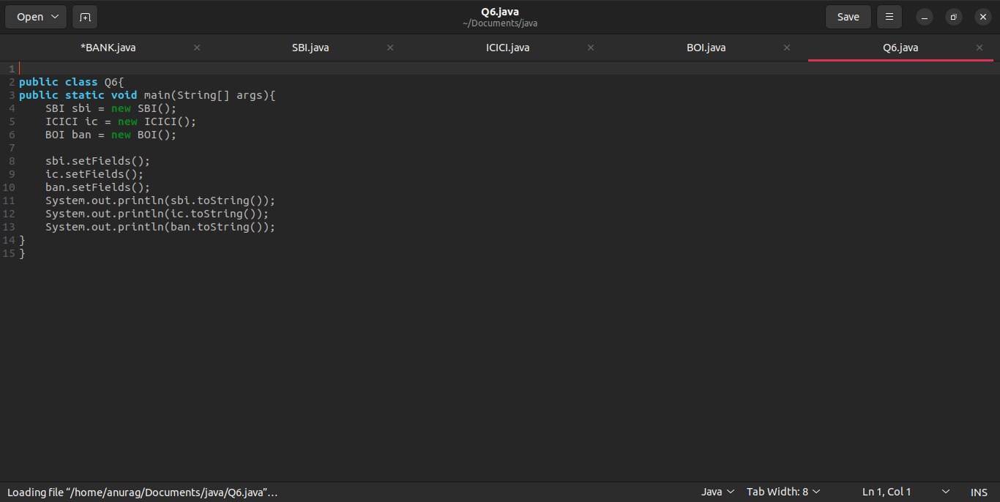 Open
Q6.java
~/Documents/java
Save
*BANK.java
SBI.java
ICICI.java
BOI.java
Q6.java
1
2 public class Q6{
3 public static void main(String[] args){
4     SBI sbi = new SBI();
5     ICICI ic = new ICICI();
6     BOI ban = new BOI();
7
8     sbi.setFields();
9     ic.setFields();
10     ban.setFields();
11     System.out.println(sbi.toString());
12     System.out.println(ic.toString());
13     System.out.println(ban.toString());
14 }
15 }
Loading file “/home/anurag/Documents/java/Q6.java”… Java Tab Width: 8 Ln 1, Col 1 INS